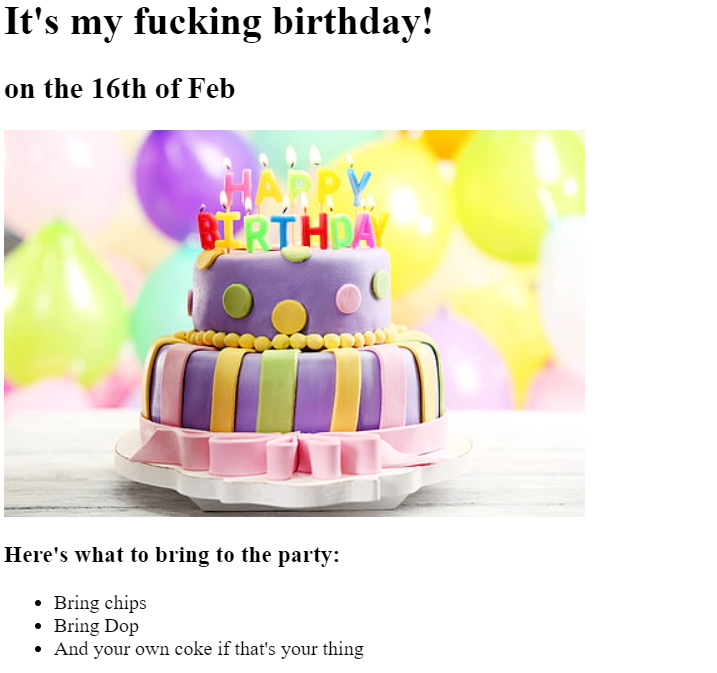 It's my fucking birthday!
on the 16th of Feb
HAPPY
BIRTHDAY
Here's what to bring to the party:
Bring chips
Bring Dop
And your own coke if that's your thing